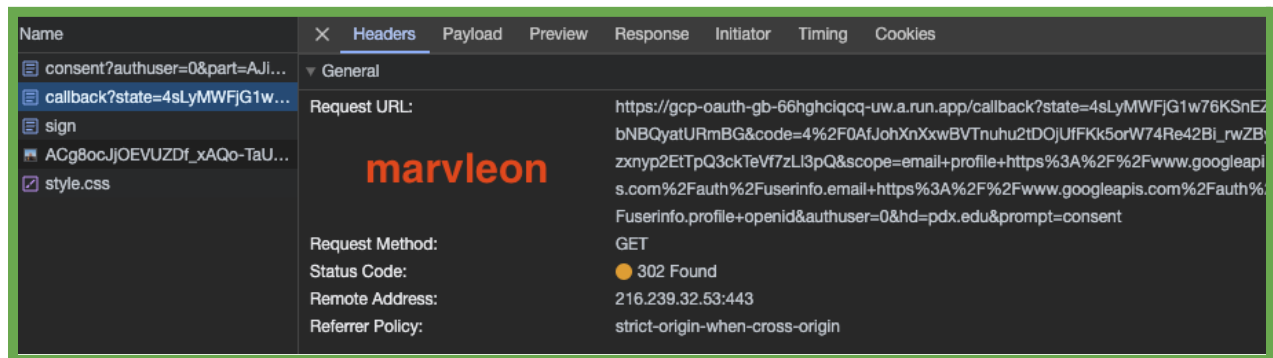 Name
Headers Payload Preview Response Initiator Timing Cookies
consent?authuser=0&part=AJi...
callback?state=4sLyMWFjG1w...
sign
ACg8ocJjOEVUZDf_xAQo-TaU...
style.css
General
Request URL:
https://gcp-oauth-gb-66hghciqcq-uw.a.run.app/callback?state=4sLyMWFjG1w76KSnEZ
bNBQyatURmBG&code=4%2F0AfJohXnXxwBVTnuhu2tDOjUfFKk5orW74Re42Bi_rwZBy
zxnyp2EtTpQ3ckTeVf7zLl3pQ&scope=email+profile+https%3A%2F%2Fwww.googleapi
s.com%2Fauth%2Fuserinfo.email+https%3A%2F%2Fwww.googleapis.com%2Fauth%2
Fuserinfo.profile+openid&authuser=0&hd=pdx.edu&prompt=consent
marvleon
Request Method: GET
Status Code: 302 Found
Remote Address: 216.239.32.53:443
Referrer Policy: strict-origin-when-cross-origin